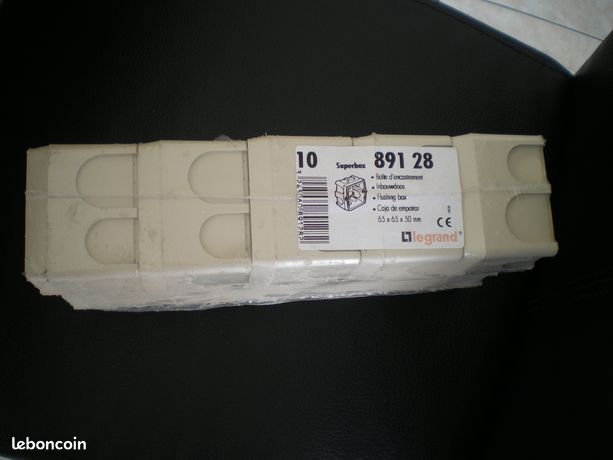 10 Superbox 891 28
• Boîte d'encastrement
• Inbouwdoos
• Flushing box
• Caja de empotrar
65 x 65 x 50 mm
CE
legrand
leboncoin